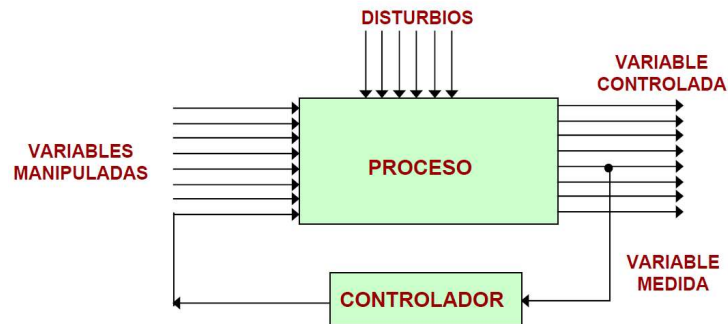 DISTURBIOS
VARIABLE
CONTROLADA
VARIABLES
MANIPULADAS
PROCESO
VARIABLE
MEDIDA
CONTROLADOR